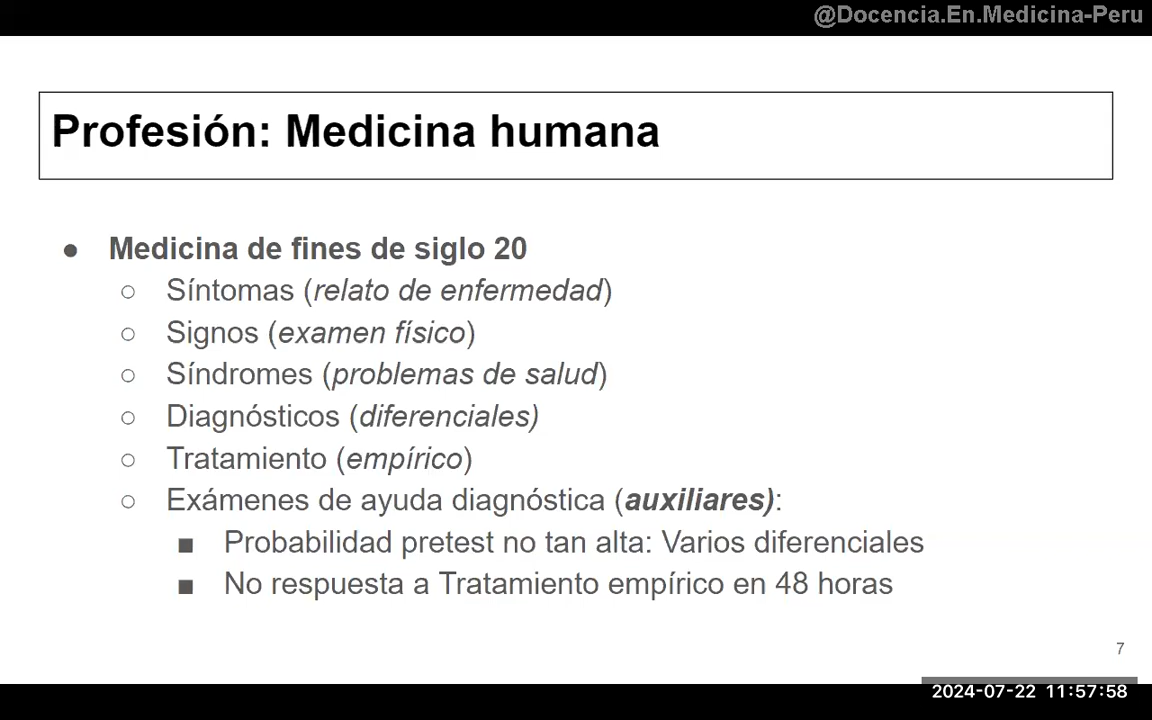 @Docencia.En.Medicina-Peru
Profesión: Medicina humana
● Medicina de fines de siglo 20
○ Síntomas (relato de enfermedad)
○ Signos (examen físico)
○ Síndromes (problemas de salud)
○ Diagnósticos (diferenciales)
○ Tratamiento (empírico)
○ Exámenes de ayuda diagnóstica (auxiliares):
■ Probabilidad pretest no tan alta: Varios diferenciales
■ No respuesta a Tratamiento empírico en 48 horas
7
2024-07-22 11:57:58